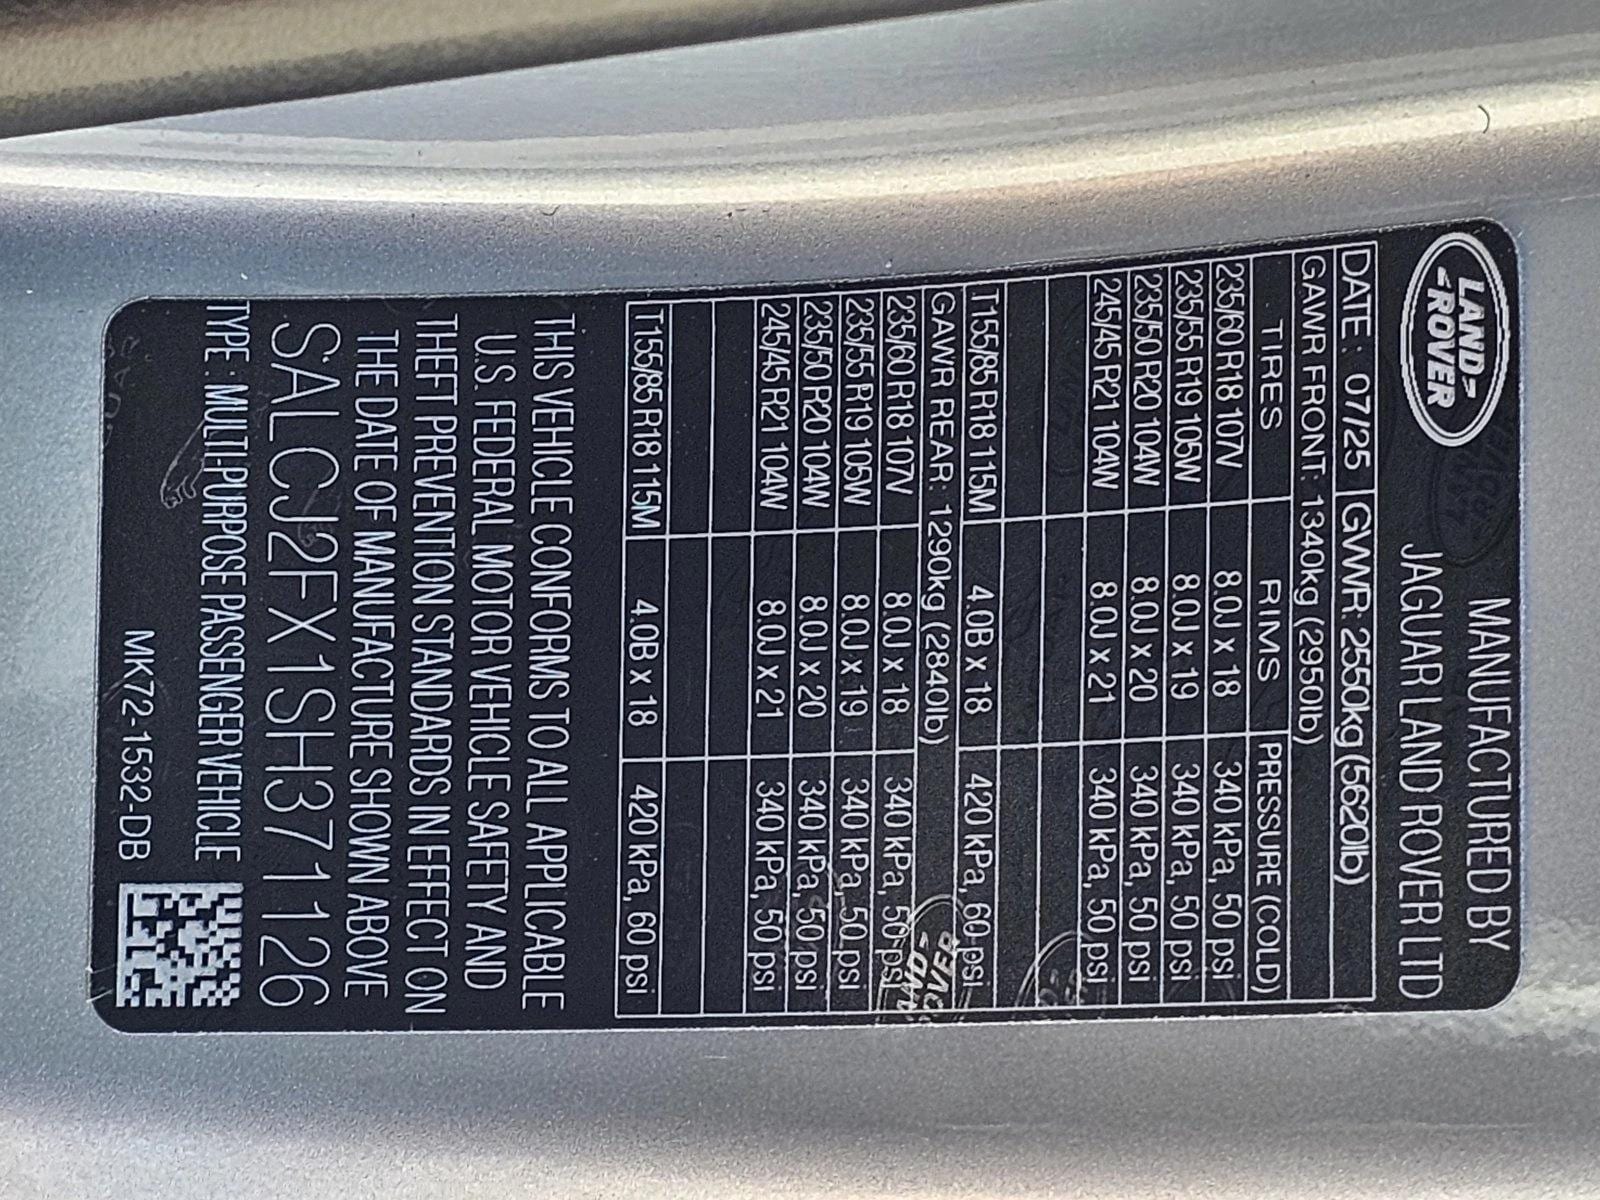 LAND-
-ROVER
MANUFACTURED BY
JAGUAR LAND ROVER LTD
DATE : 07/25 GWWR: 2550kg (5620lb)
GAWR FRONT: 1340kg (2950lb)
TIRES RIMS PRESSURE (COLD)
235/60 R18 107V 8.0J x 18 340 kPa, 50 psi
235/55 R19 105W 8.0J x 19 340 kPa, 50 psi
235/50 R20 104W 8.0J x 20 340 kPa, 50 psi
245/45 R21 104W 8.0J x 21 340 kPa, 50 psi
T155/85 R18 115M 4.0B x 18 420 kPa, 60 psi
GAWR REAR: 1290kg (2840lb)
235/60 R18 107V 8.0J x 18 340 kPa, 50 psi
235/55 R19 105W 8.0J x 19 340 kPa, 50 psi
235/50 R20 104W 8.0J x 20 340 kPa, 50 psi
245/45 R21 104W 8.0J x 21 340 kPa, 50 psi
T155/85 R18 115M 4.0B x 18 420 kPa, 60 psi
THIS VEHICLE CONFORMS TO ALL APPLICABLE
U.S. FEDERAL MOTOR VEHICLE SAFETY AND
THEFT PREVENTION STANDARDS IN EFFECT ON
THE DATE OF MANUFACTURE SHOWN ABOVE
SALCJ2FX1SH371126
TYPE : MULTI-PURPOSE PASSENGER VEHICLE
MK72-1532-DB